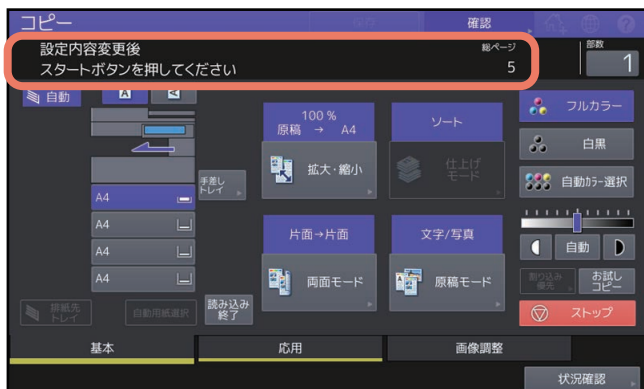 コピー
保存
確認
設定内容変更後
スタートボタンを押してください
総ページ
5
部数
1
自動
A
A
100 %
原稿 → A4
拡大・縮小
ソート
仕上げ
モード
フルカラー
白黒
自動ｶﾗｰ選択
手差し
トレイ
A4
A4
A4
A4
片面→片面
両面モード
文字/写真
原稿モード
自動
割り込み
優先
お試し
コピー
ストップ
排紙先
トレイ
自動用紙選択
読み込み
終了
基本
応用
画像調整
状況確認